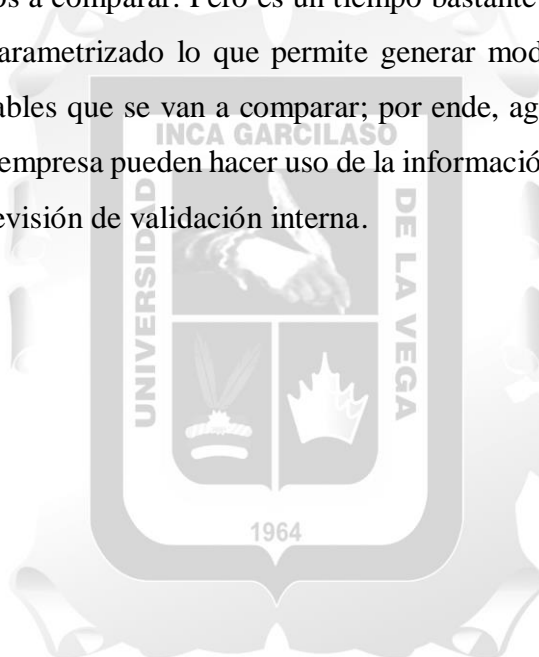 os a comparar. Pero es un tiempo bastante
parametrizado lo que permite generar mod
ables que se van a comparar; por ende, ag
INCA GARCILASO
empresa pueden hacer uso de la informació
evisión de validación interna.
UNIVERSIDAD
DE LA VEGA
1964